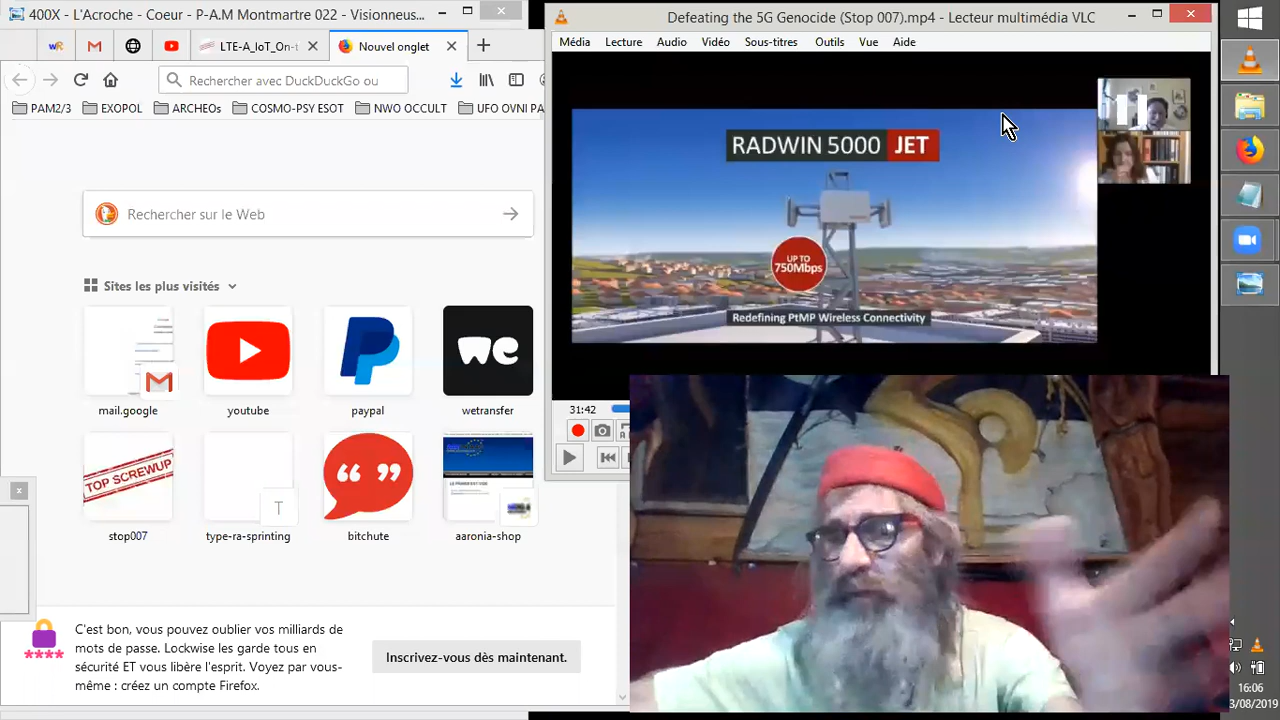 400X - L'Acroche - Coeur - P-A.M Montmartre 022 - Visionneus...
LTE-A_IoT_On-t
Nouvel onglet
Rechercher avec DuckDuckGo ou
PAM2/3
EXOPOL
ARCHEOs
COSMO-PSY ESOT
NWO OCCULT
UFO OVNI PA
Rechercher sur le Web
Sites les plus visités
mail.google
youtube
paypal
we
wetransfer
TOP SCREWUP
stop007
T
type-ra-sprinting
bitchute
aaronia-shop
C'est bon, vous pouvez oublier vos milliards de
mots de passe. Lockwise les garde tous en
sécurité ET vous libère l'esprit. Voyez par vous-
même : créez un compte Firefox.
Inscrivez-vous dès maintenant.
Defeating the 5G Genocide (Stop 007).mp4 - Lecteur multimédia VLC
Média
Lecture
Audio
Vidéo
Sous-titres
Outils
Vue
Aide
RADWIN 5000 JET
UP TO
750Mbps
Redefining PtMP Wireless Connectivity
31:42
16:06
3/08/2019